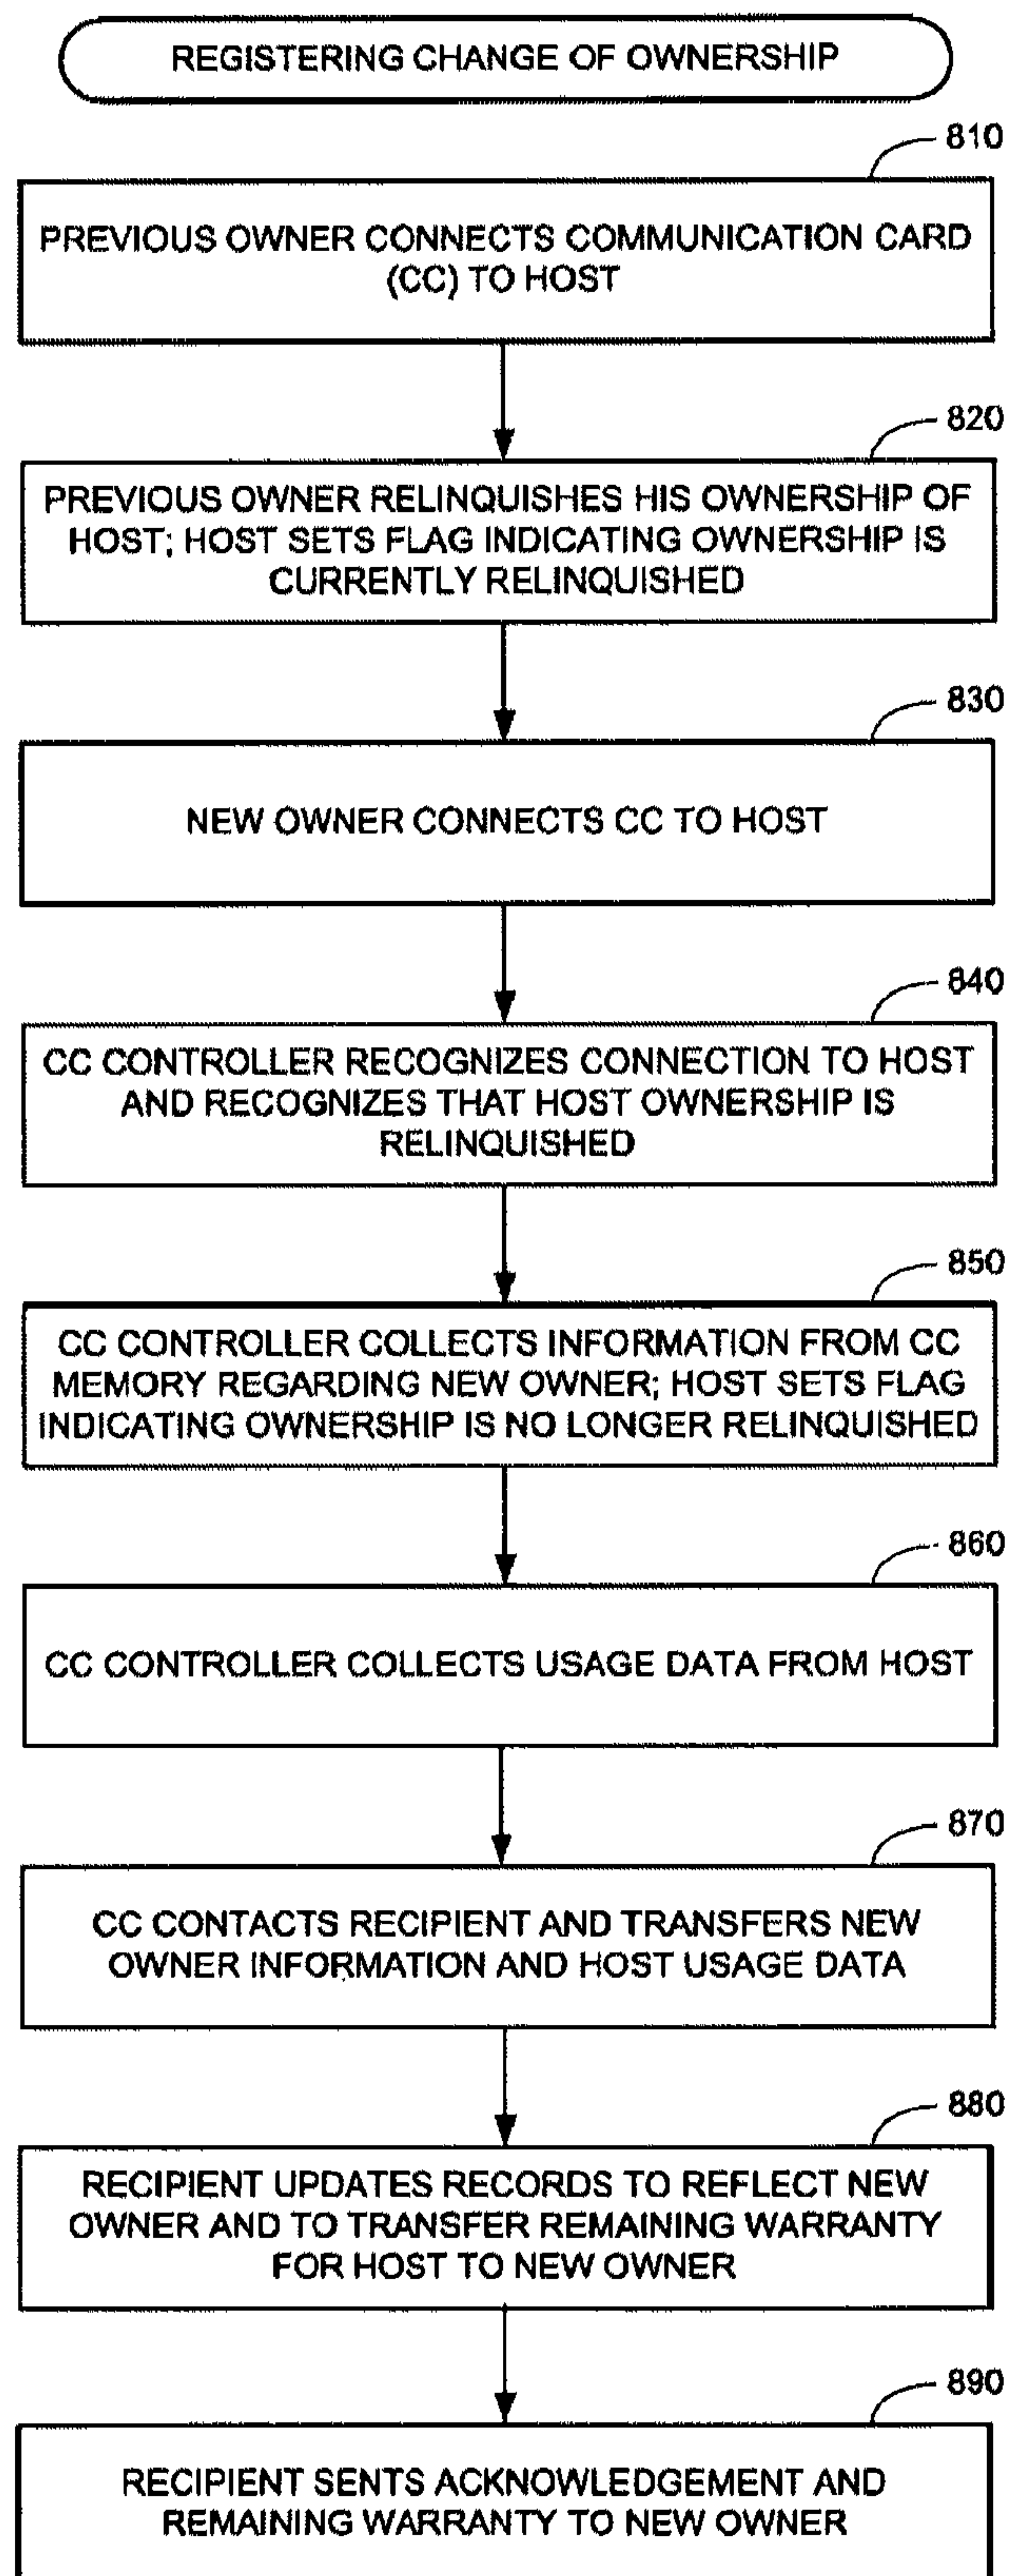 REGISTERING CHANGE OF OWNERSHIP
810
PREVIOUS OWNER CONNECTS COMMUNICATION CARD
(CC) TO HOST
820
PREVIOUS OWNER RELINQUISHES HIS OWNERSHIP OF
HOST; HOST SETS FLAG INDICATING OWNERSHIP IS
CURRENTLY RELINQUISHED
830
NEW OWNER CONNECTS CC TO HOST
840
CC CONTROLLER RECOGNIZES CONNECTION TO HOST
AND RECOGNIZES THAT HOST OWNERSHIP IS
RELINQUISHED
850
CC CONTROLLER COLLECTS INFORMATION FROM CC
MEMORY REGARDING NEW OWNER; HOST SETS FLAG
INDICATING OWNERSHIP IS NO LONGER RELINQUISHED
860
CC CONTROLLER COLLECTS USAGE DATA FROM HOST
870
CC CONTACTS RECIPIENT AND TRANSFERS NEW
OWNER INFORMATION AND HOST USAGE DATA
880
RECIPIENT UPDATES RECORDS TO REFLECT NEW
OWNER AND TO TRANSFER REMAINING WARRANTY
FOR HOST TO NEW OWNER
890
RECIPIENT SENTS ACKNOWLEDGEMENT AND
REMAINING WARRANTY TO NEW OWNER